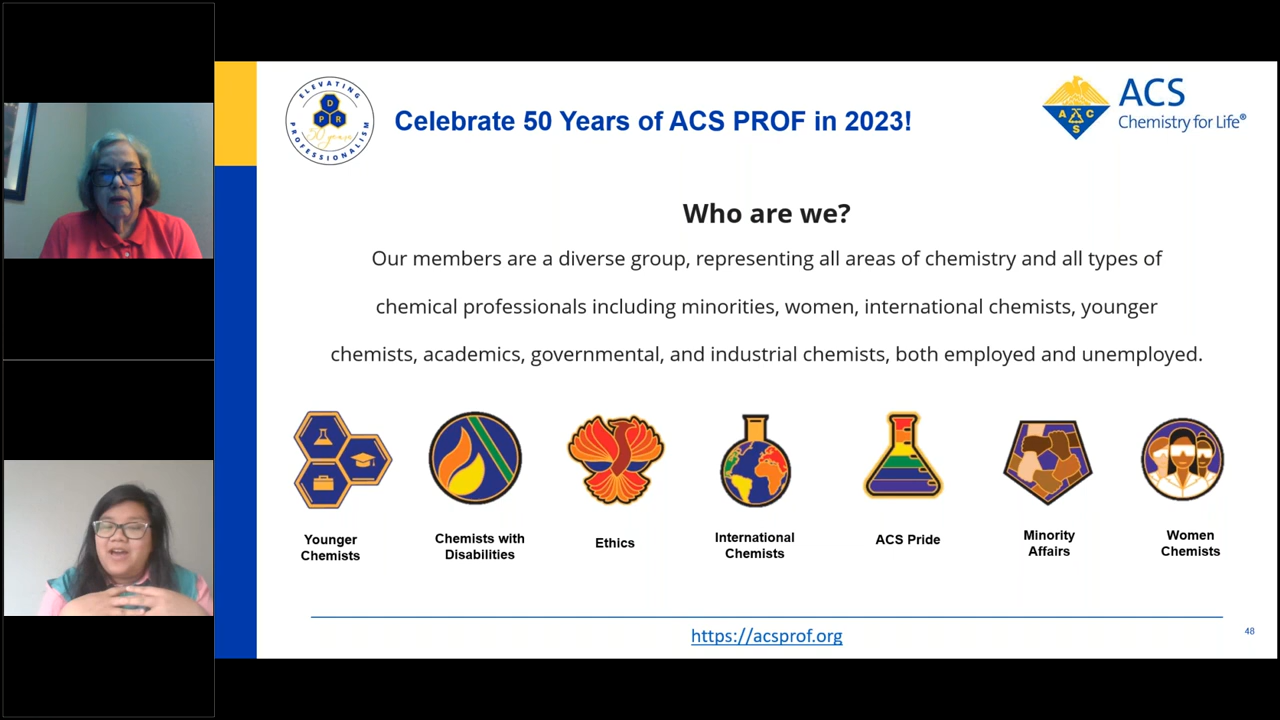 ELEVATING
PROFESSIONALISM
D
P R
50 years
Celebrate 50 Years of ACS PROF in 2023!
A C
S
ACS
Chemistry for Life®
Who are we?
Our members are a diverse group, representing all areas of chemistry and all types of
chemical professionals including minorities, women, international chemists, younger
chemists, academics, governmental, and industrial chemists, both employed and unemployed.
Younger
Chemists
Chemists with
Disabilities
Ethics
International
Chemists
ACS Pride
Minority
Affairs
Women
Chemists
https://acsprof.org
48